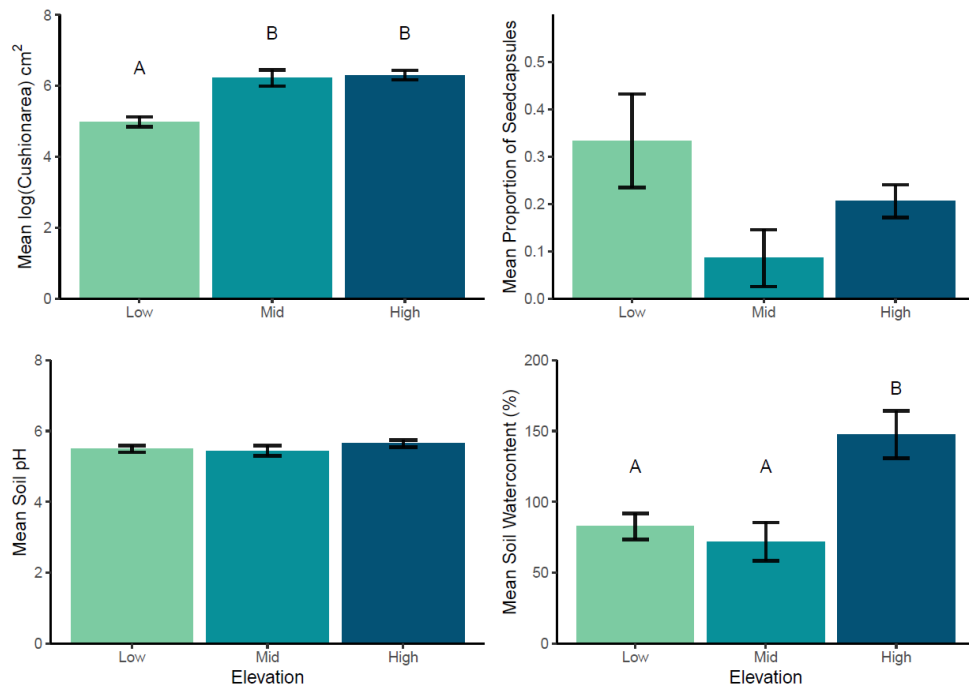 Mean log(Cushionarea) cm²
8
6
4
2
0
A
B
B
Low
Mid
High
Mean Proportion of Seedcapsules
0.5
0.4
0.3
0.2
0.1
0.0
Low
Mid
High
Mean Soil pH
8
6
4
2
0
Low
Mid
High
Elevation
Mean Soil Watercontent (%)
200
150
100
50
0
A
A
B
Low
Mid
High
Elevation